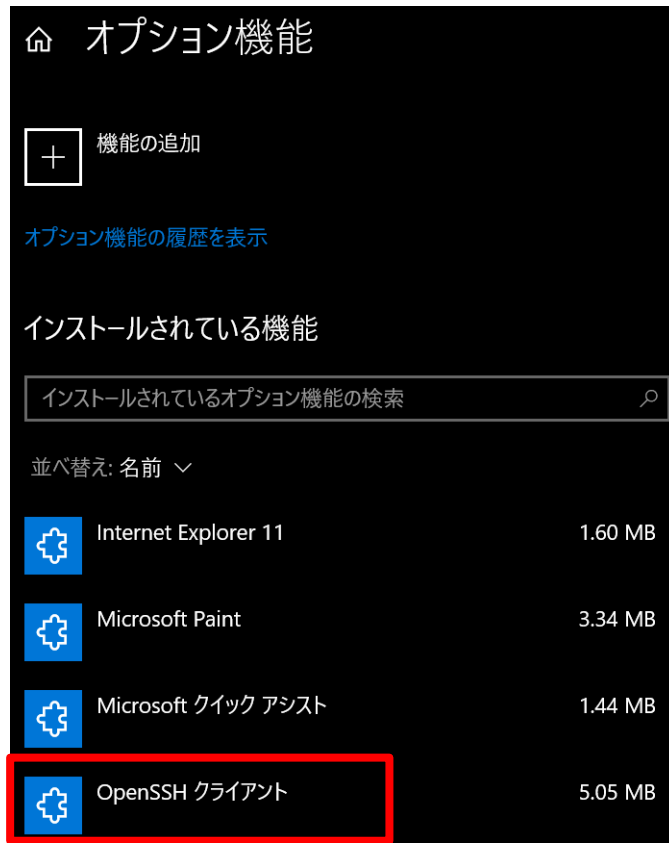 オプション機能
機能の追加
オプション機能の履歴を表示
インストールされている機能
インストールされているオプション機能の検索
並べ替え: 名前
Internet Explorer 11 1.60 MB
Microsoft Paint 3.34 MB
Microsoft クイック アシスト 1.44 MB
OpenSSH クライアント 5.05 MB